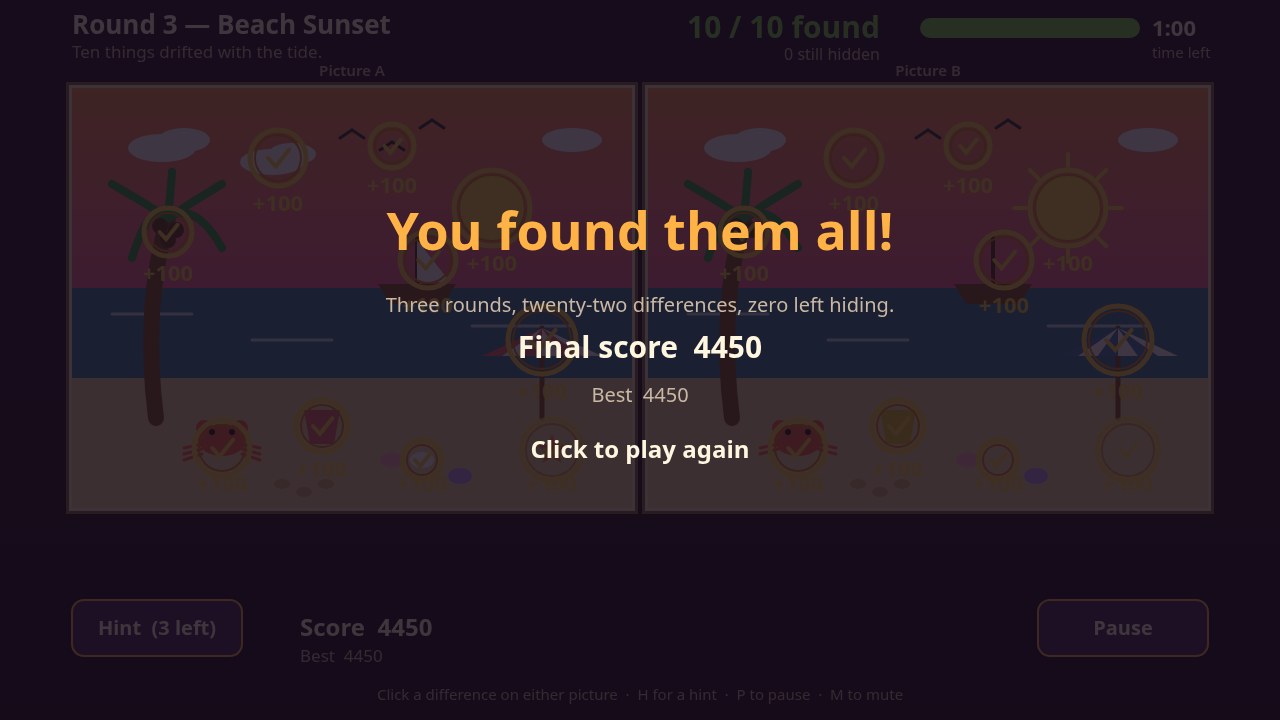 Round 3 — Beach Sunset
Ten things drifted with the tide.
10 / 10 found
0 still hidden
1:00
time left
Picture A
Picture B
+100
+100
+100
+100
+100
+100
+100
+100
You found them all!
Three rounds, twenty-two differences, zero left hiding.
Final score 4450
Best 4450
Click to play again
Hint (3 left)
Score 4450
Best 4450
Pause
Click a difference on either picture · H for a hint · P to pause · M to mute